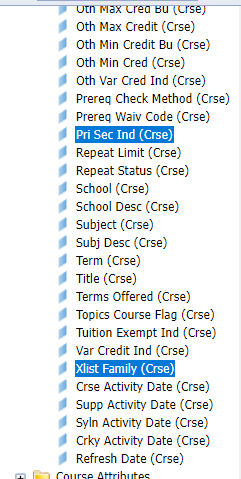 Oth Max Cred Bu (Crse)
Oth Max Credit (Crse)
Oth Min Credit Bu (Crse)
Oth Min Cred (Crse)
Oth Var Cred Ind (Crse)
Prereq Check Method (Crse)
Prereq Waiv Code (Crse)
Pri Sec Ind (Crse)
Repeat Limit (Crse)
Repeat Status (Crse)
School (Crse)
School Desc (Crse)
Subject (Crse)
Subj Desc (Crse)
Term (Crse)
Title (Crse)
Terms Offered (Crse)
Topics Course Flag (Crse)
Tuition Exempt Ind (Crse)
Var Credit Ind (Crse)
Xlist Family (Crse)
Crse Activity Date (Crse)
Supp Activity Date (Crse)
Syln Activity Date (Crse)
Crky Activity Date (Crse)
Refresh Date (Crse)
Course Attributes